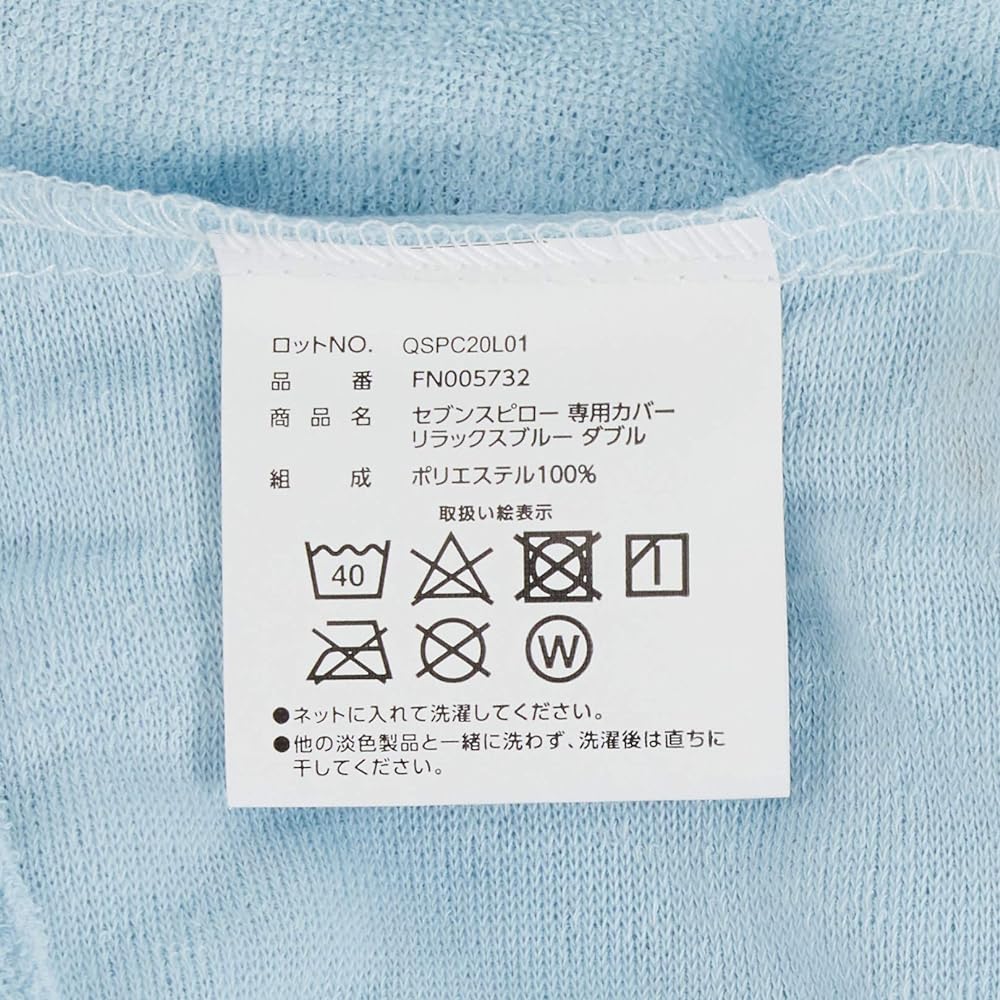 ロットNO. QSPC20L01
品番 FN005732
商品名 セブンスピロー 専用カバー
リラックスブルー ダブル
組成 ポリエステル100%
取扱い絵表示
40
W
●ネットに入れて洗濯してください。
●他の淡色製品と一緒に洗わず、洗濯後は直ちに
干してください。